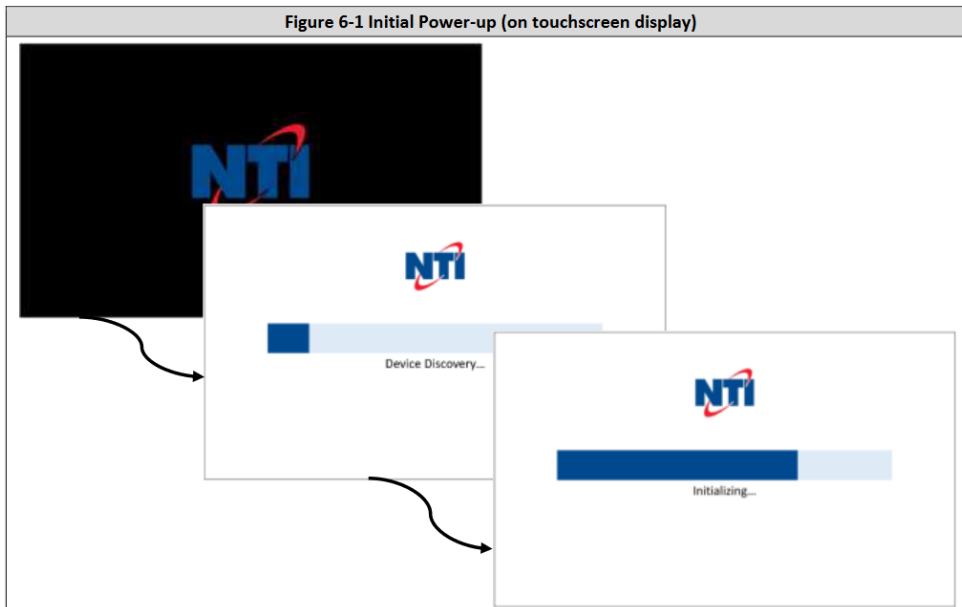 Figure 6-1 Initial Power-up (on touchscreen display)
NTI
NTI
Device Discovery...
NTI
Initializing...